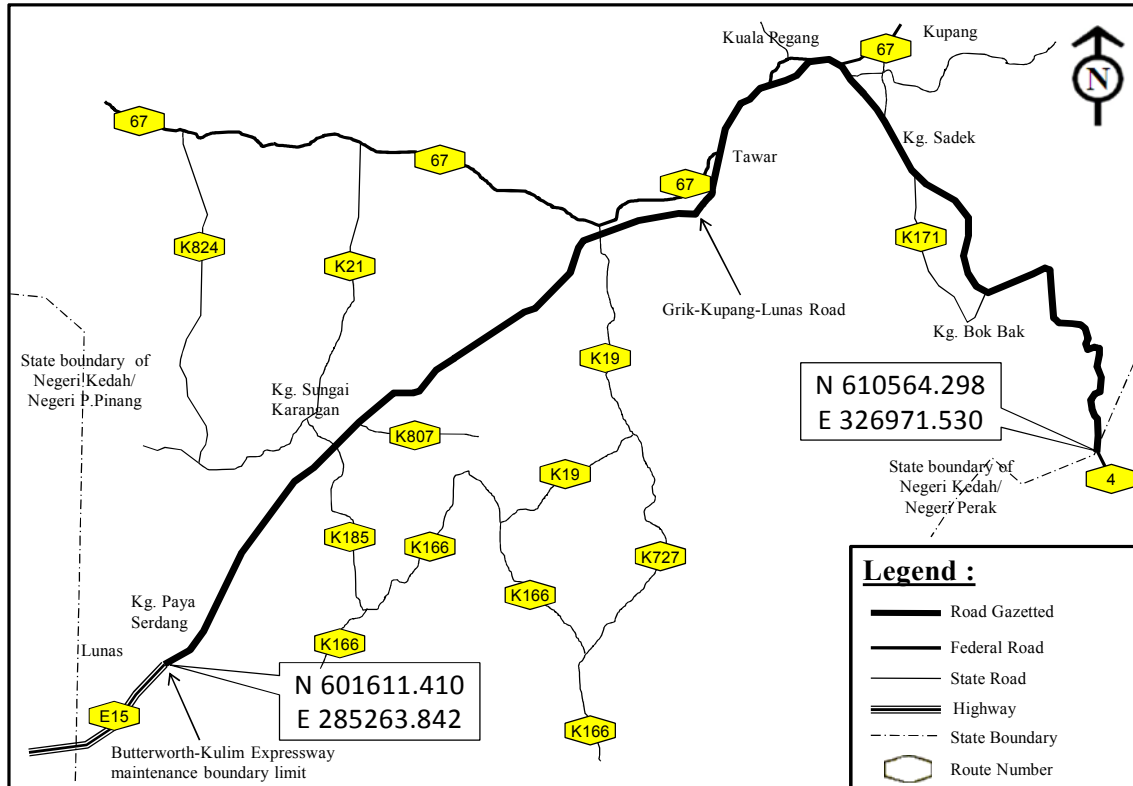 Kuala Pegang
Kupang
67
N
67
67
Kg. Sadek
Tawar
67
K824
K21
K171
Grik-Kupang-Lunas Road
Kg. Bok Bak
State boundary of
Negeri Kedah/
Negeri P.Pinang
K19
Kg. Sungai
Karangan
N 610564.298
E 326971.530
K807
State boundary of
Negeri Kedah/
Negeri Perak
4
K19
K185
K166
K727
K166
Kg. Paya
Serdang
Lunas
K166
N 601611.410
E 285263.842
E15
K166
Butterworth-Kulim Expressway
maintenance boundary limit
Legend :
Road Gazetted
Federal Road
State Road
Highway
State Boundary
Route Number